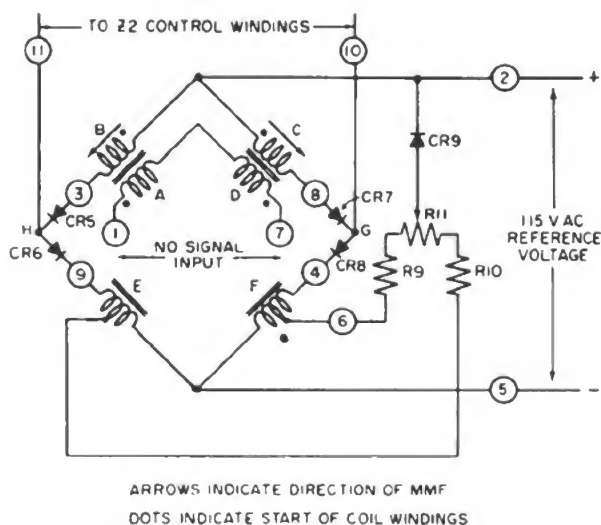 TO Z2 CONTROL WINDINGS
11
10
2
+
B
C
CR9
3
A
D
8
CR7
CR5
1
7
R11
115 V AC
REFERENCE
VOLTAGE
H
G
CR6
NO SIGNAL
INPUT
9
4
CR8
R9
R10
E
F
6
5
-
ARROWS INDICATE DIRECTION OF MMF
DOTS INDICATE START OF COIL WINDINGS